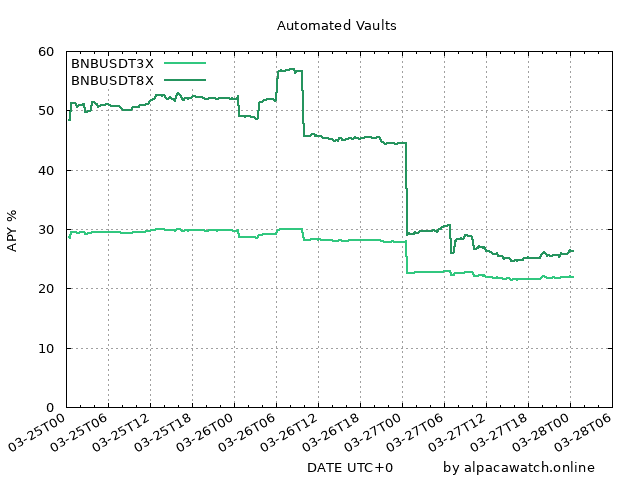 Automated Vaults
BNBUSDT3X
BNBUSDT8X
APY %
60
50
40
30
20
10
0
03-25T00
03-25T06
03-25T12
03-25T18
03-26T00
03-26T06
03-26T12
03-26T18
03-27T00
03-27T06
03-27T12
03-27T18
03-28T00
03-28T06
DATE UTC+0
by alpacawatch.online